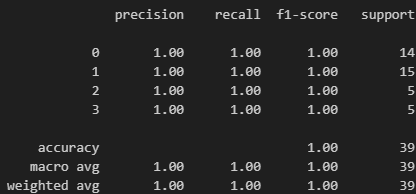 precision recall f1-score support
0 1.00 1.00 1.00 14
1 1.00 1.00 1.00 15
2 1.00 1.00 1.00 5
3 1.00 1.00 1.00 5
accuracy 1.00 39
macro avg 1.00 1.00 1.00 39
weighted avg 1.00 1.00 1.00 39